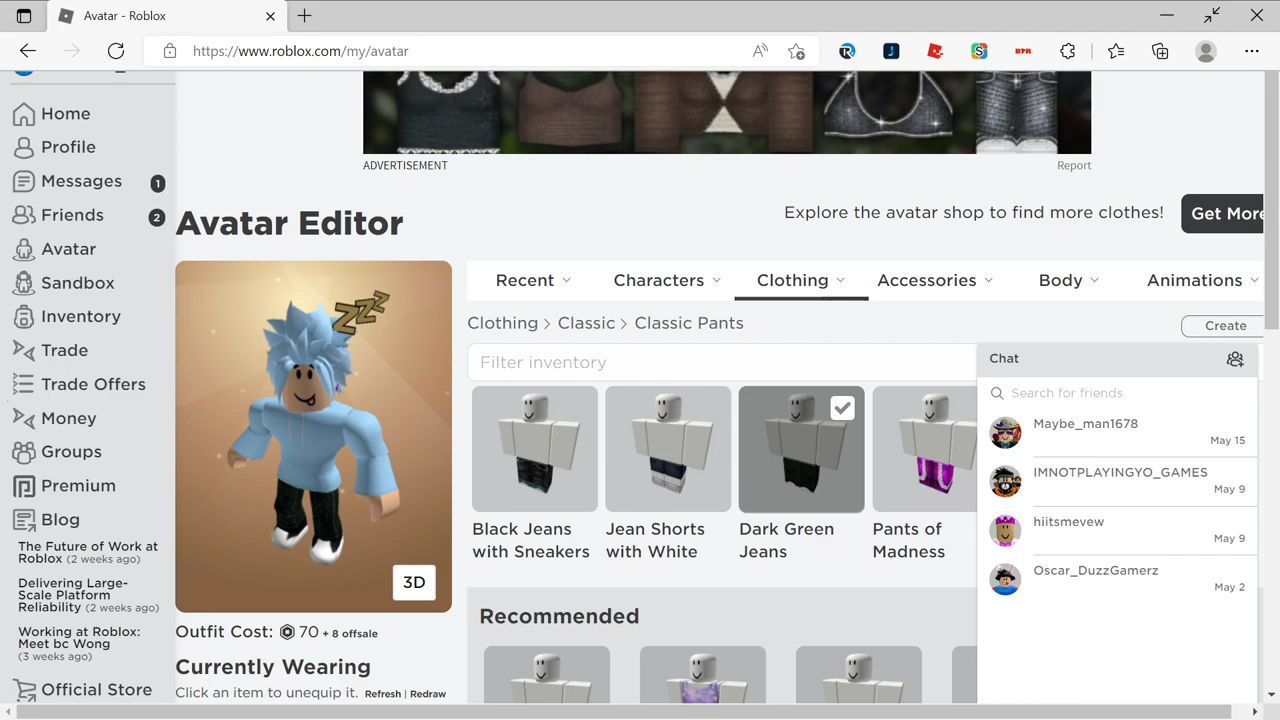 Avatar - Roblox
https://www.roblox.com/my/avatar
BPR
ADVERTISEMENT
Report
Home
Profile
Messages 1
Friends 2
Avatar
Sandbox
Inventory
Trade
Trade Offers
Money
Groups
Premium
Blog
The Future of Work at
Roblox (2 weeks ago)
Delivering Large-
Scale Platform
Reliability (2 weeks ago)
Working at Roblox:
Meet bc Wong
(3 weeks ago)
Official Store
Avatar Editor
Explore the avatar shop to find more clothes!
Get More
ZZZ
3D
Outfit Cost: 70 + 8 offsale
Currently Wearing
Click an item to unequip it. Refresh | Redraw
Recent Characters Clothing Accessories Body Animations
Clothing > Classic > Classic Pants
Create
Filter inventory
Black Jeans
with Sneakers
Jean Shorts
with White
Dark Green
Jeans
Pants of
Madness
Recommended
Chat
Search for friends
Maybe_man1678
May 15
IMNOTPLAYINGYO_GAMES
May 9
hiitsmevew
May 9
Oscar_DuzzGamerz
May 2